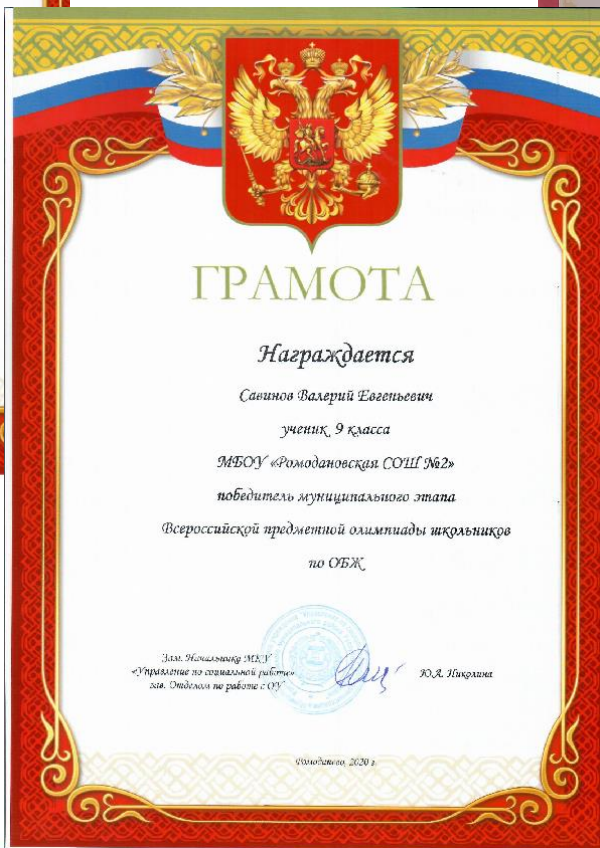 ГРАМОТА
Награждается
Савинов Валерий Евгеньевич
ученик 9 класса
МБОУ «Ромодановская СОШ №2»
победитель муниципального этапа
Всероссийской предметной олимпиады школьников
по ОБЖ
Зам. Начальника МКУ
«Управление по социальной работе»
зав. Отделом по работе с ОУ
Ю.А. Николина
Ромоданово, 2020 г.